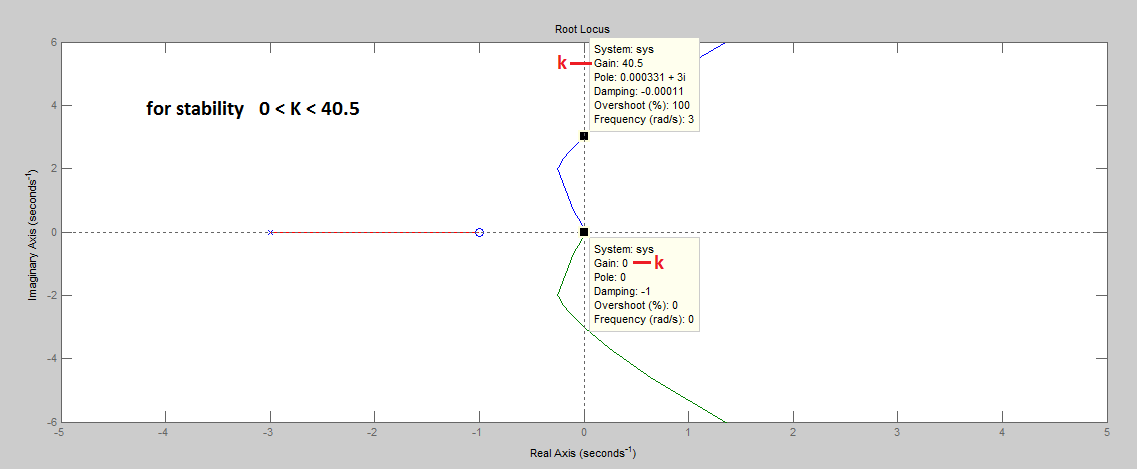 Root Locus
System: sys
k Gain: 40.5
Pole: 0.000331 + 3i
Damping: -0.00011
Overshoot (%): 100
Frequency (rad/s): 3
for stability 0 < K < 40.5
System: sys
Gain: 0 k
Pole: 0
Damping: -1
Overshoot (%): 0
Frequency (rad/s): 0
6
4
2
0
-2
-4
-6
Imaginary Axis (seconds⁻¹)
-5 -4 -3 -2 -1 0 1 2 3 4 5
Real Axis (seconds⁻¹)